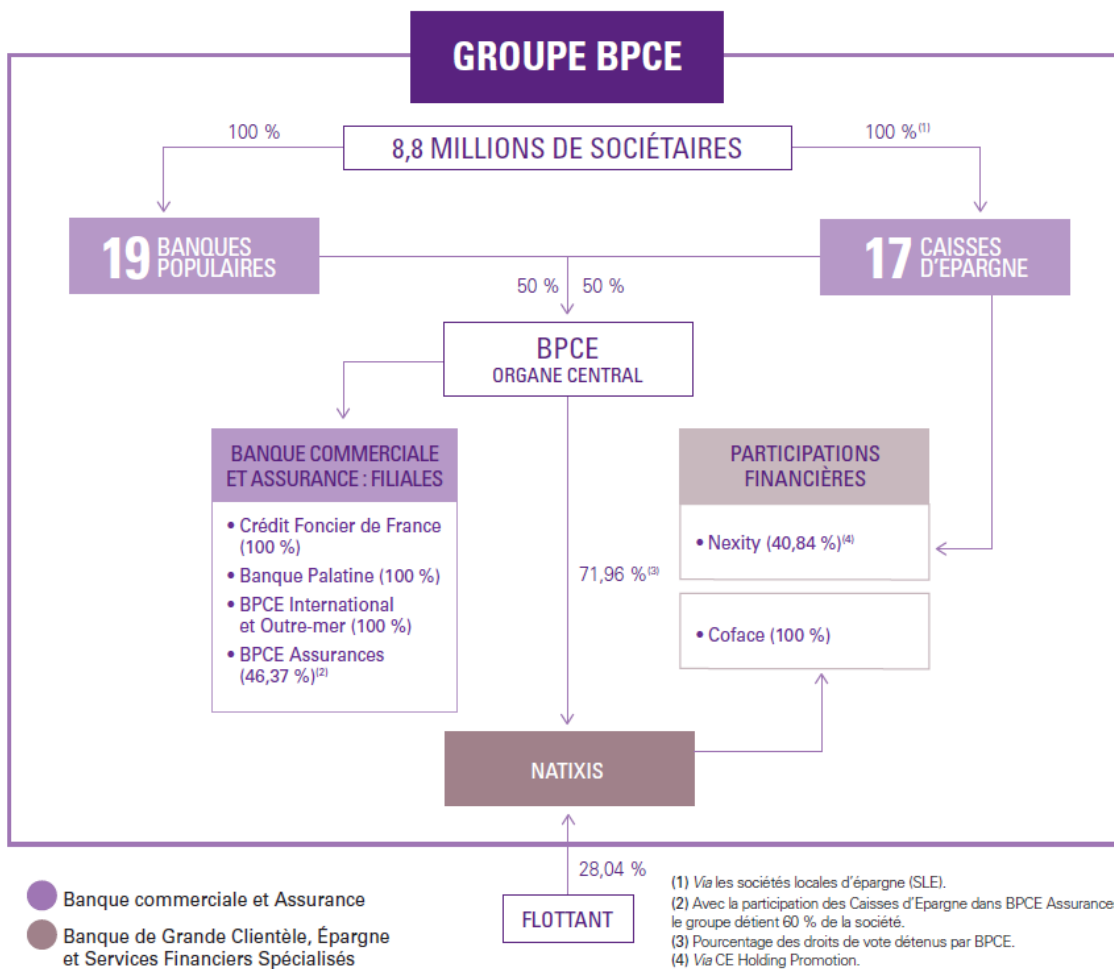 GROUPE BPCE
100 %
8,8 MILLIONS DE SOCIÉTAIRES
100 %(1)
19 BANQUES
POPULAIRES
17 CAISSES
D'EPARGNE
50 % 50 %
BPCE
ORGANE CENTRAL
BANQUE COMMERCIALE
ET ASSURANCE : FILIALES
• Crédit Foncier de France
(100 %)
• Banque Palatine (100 %)
• BPCE International
et Outre-mer (100 %)
• BPCE Assurances
(46,37 %)(2)
71,96 %(3)
PARTICIPATIONS
FINANCIÈRES
• Nexity (40,84 %)(4)
• Coface (100 %)
NATIXIS
28,04 %
FLOTTANT
Banque commerciale et Assurance
Banque de Grande Clientèle, Épargne
et Services Financiers Spécialisés
(1) Via les sociétés locales d'épargne (SLE).
(2) Avec la participation des Caisses d'Epargne dans BPCE Assurance
le groupe détient 60 % de la société.
(3) Pourcentage des droits de vote détenus par BPCE.
(4) Via CE Holding Promotion.